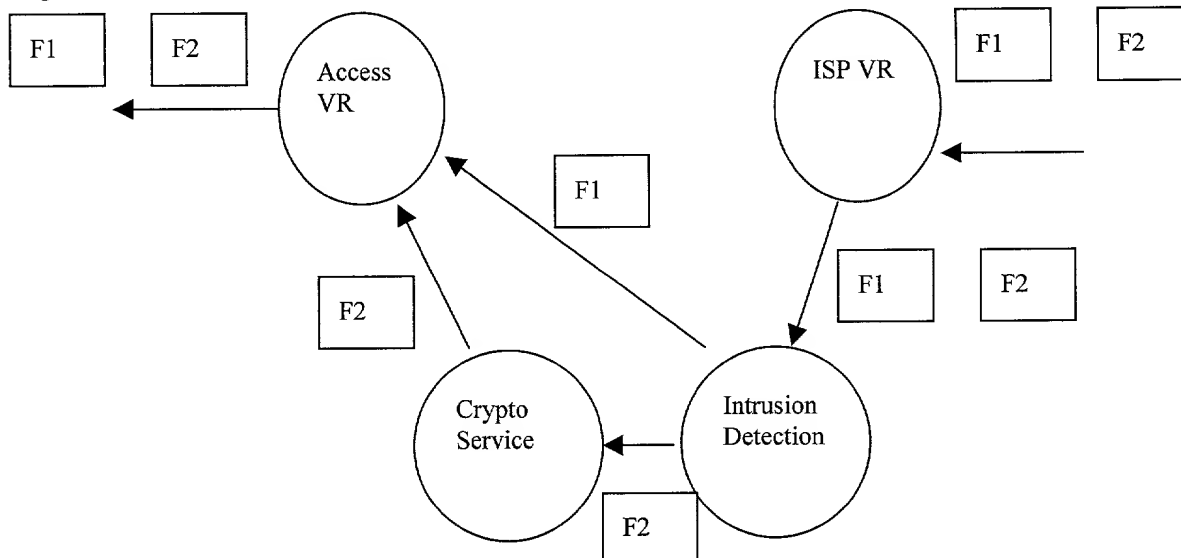 F1
F2
Access
VR
ISP VR
F1
F2
F1
F1
F2
F2
Crypto
Service
Intrusion
Detection
F2